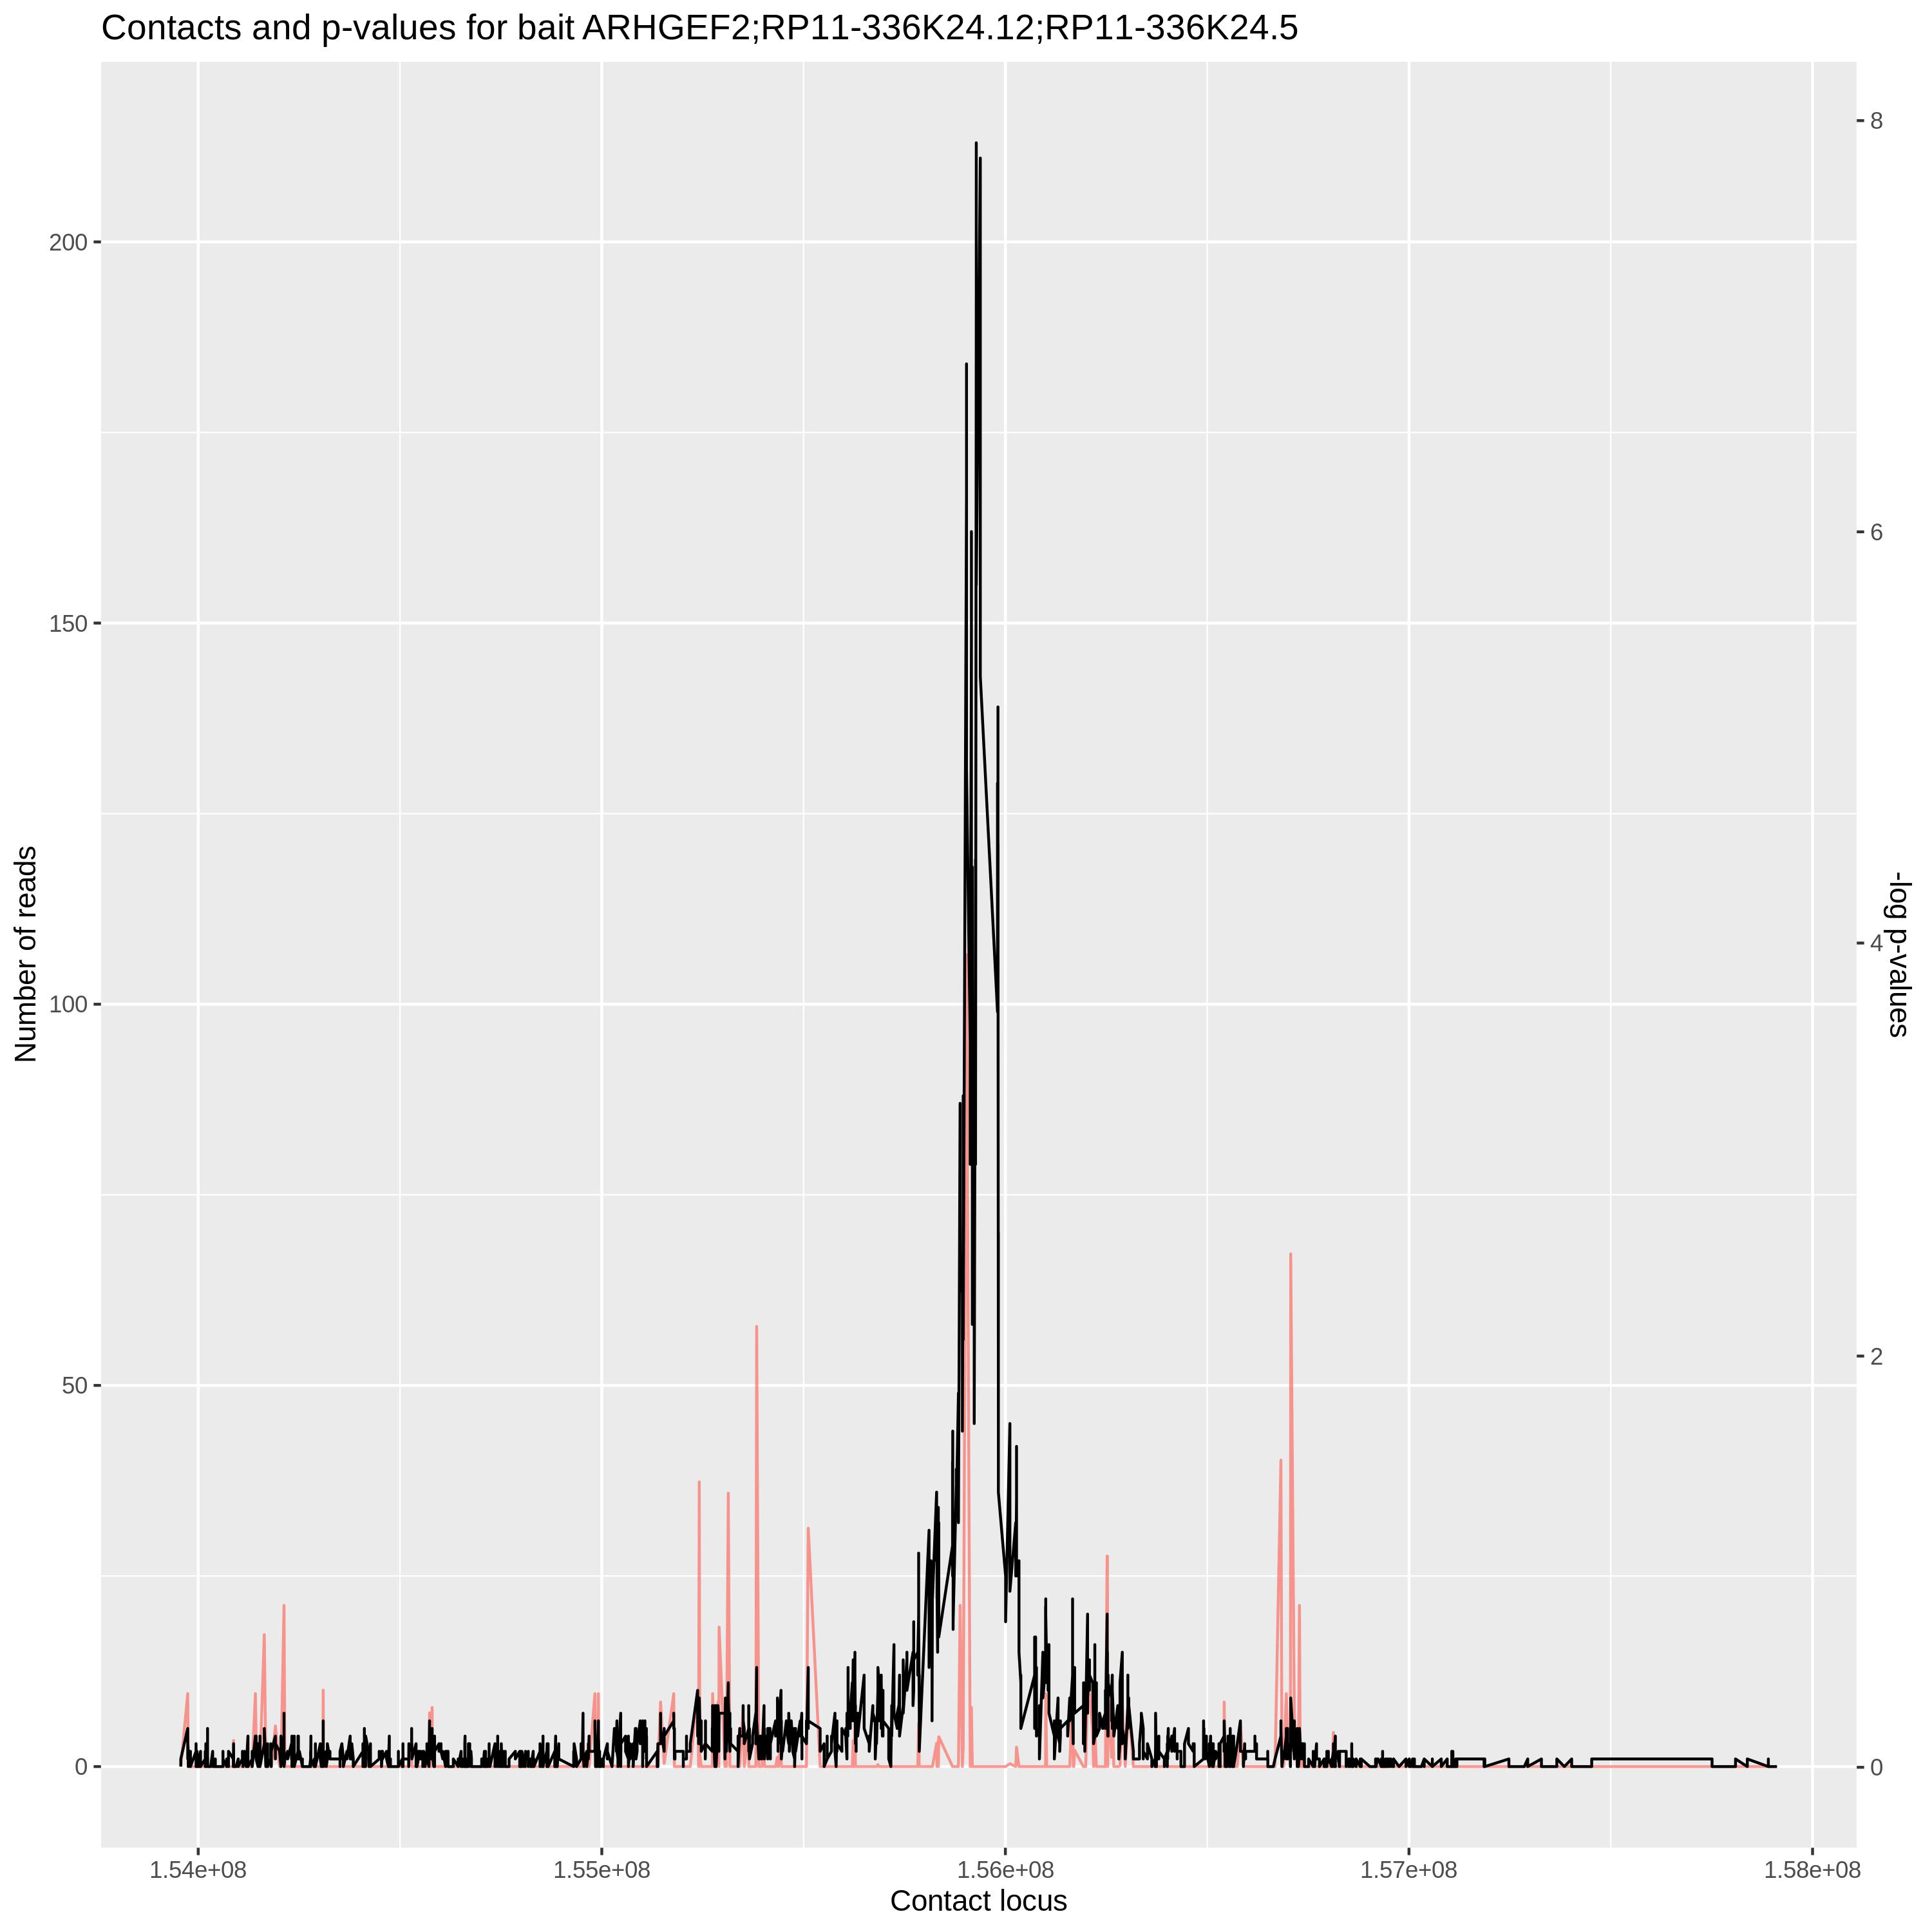 Contacts and p-values for bait ARHGEF2;RP11-336K24.12;RP11-336K24.5
8
200
6
150
Number of reads
-log p-values
4
100
2
50
0
0
1.54e+08 1.55e+08 1.56e+08 1.57e+08 1.58e+08
Contact locus